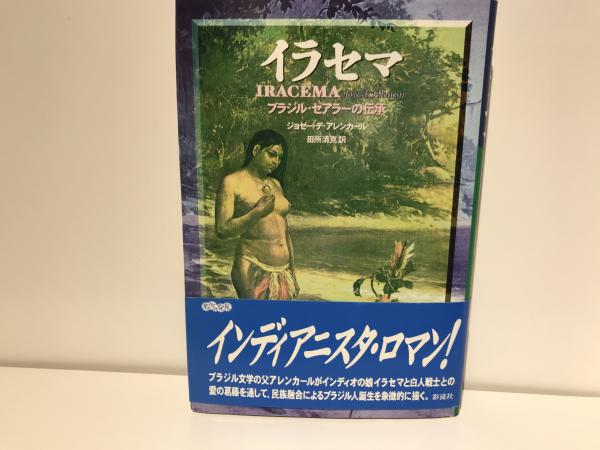 イラセマ
IRACEMA José de Alencar
ブラジル・セアラーの伝承
ジョゼー・デ・アレンカール
田所清克訳
インディアニスタ・ロマン!
ブラジル文学の父アレンカールがインディオの娘イラセマと白人戦士との
愛の葛藤を通して、民族融合によるブラジル人誕生を象徴的に描く。彩流社